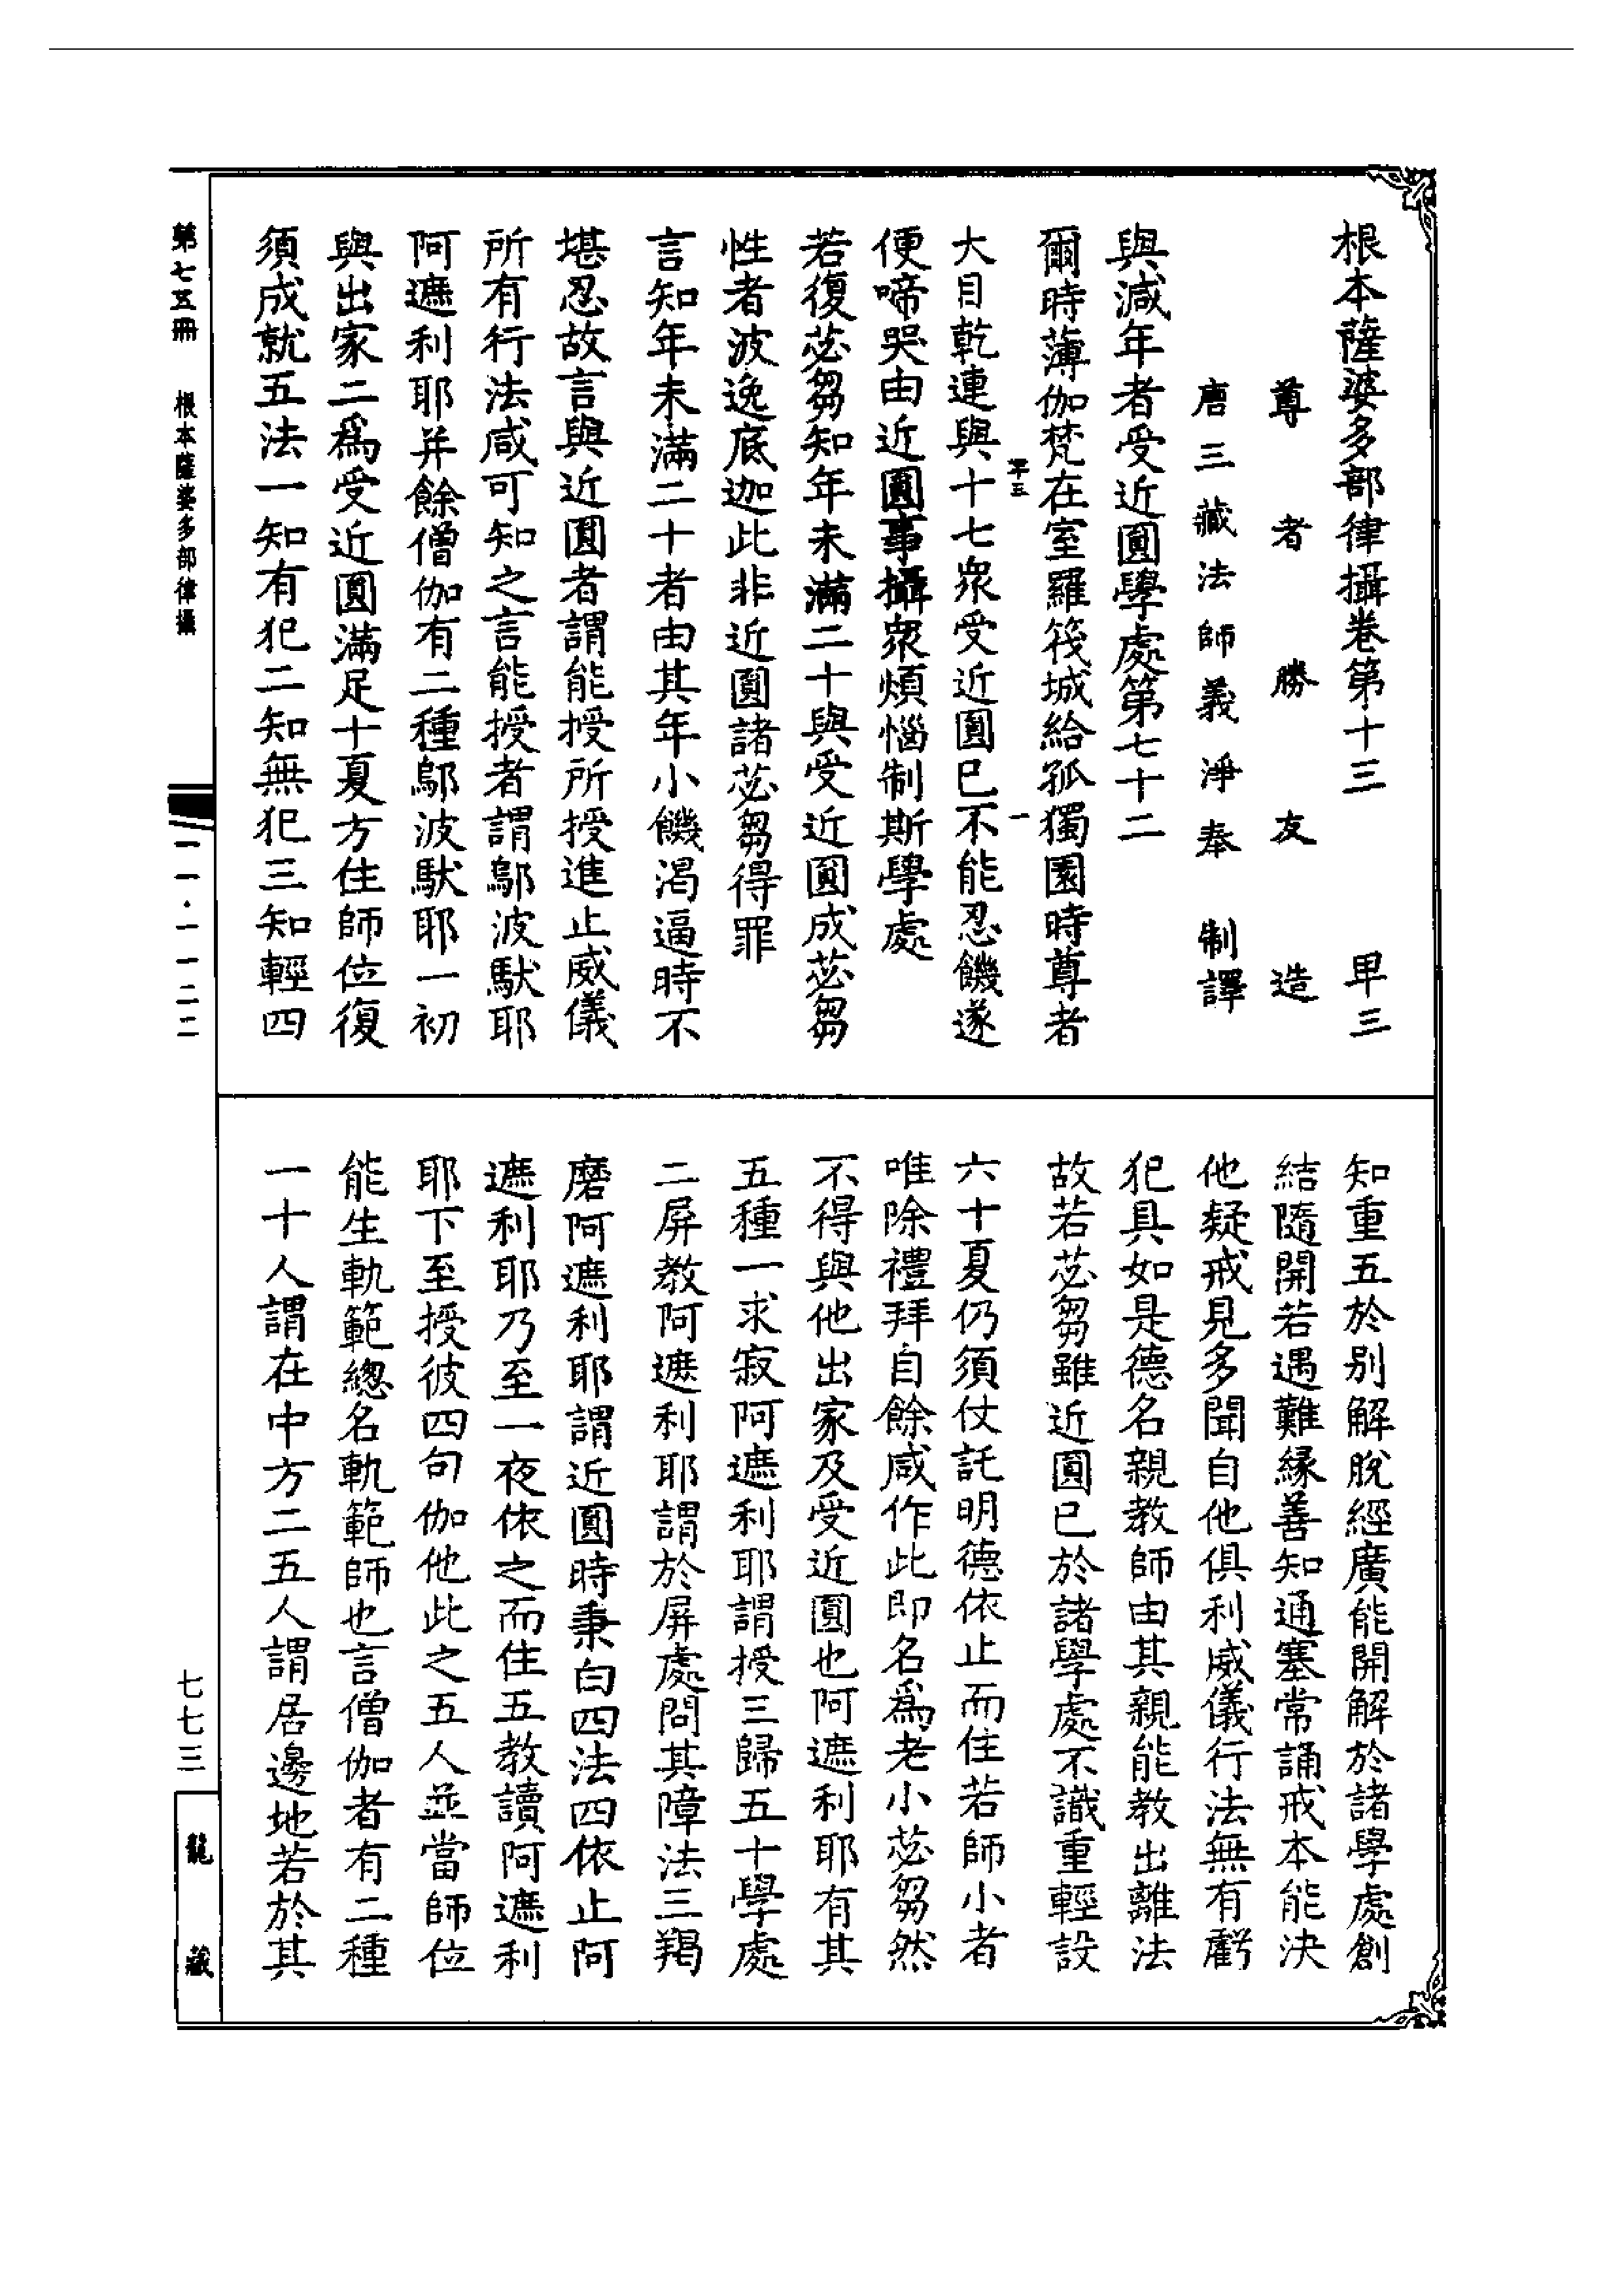 根本薩婆多部律攝卷第十三　早三
尊者勝友造
唐三藏法師義淨奉　制譯
與減年者受近圓學處第七十二
爾時薄伽梵在室羅筏城給孤獨園時尊者
早三　一
大目乾連與十七衆受近圓已不能忍饑遂
便啼哭由近圓事攝衆煩惱制斯學處
若復苾芻知年未滿二十與受近圓成苾芻
性者波逸底迦此非近圓諸苾芻得罪
言知年未滿二十者由其年小饑渴逼時不
堪忍故言與近圓者謂能授所授進止威儀
所有行法咸可知之言能授者謂鄔波馱耶
阿遮利耶并餘僧伽有二種鄔波馱耶一初
與出家二爲受近圓滿足十夏方住師位復
須成就五法一知有犯二知無犯三知輕四
知重五於别解脫經廣能開解於諸學處創
結隨開若遇難緣善知通塞常誦戒本能決
他疑戒見多聞自他俱利威儀行法無有虧
犯具如是德名親教師由其親能教出離法
故若苾芻雖近圓已於諸學處不識重輕設
六十夏仍須仗託明德依止而住若師小者
唯除禮拜自餘咸作此即名爲老小苾芻然
不得與他出家及受近圓也阿遮利耶有其
五種一求寂阿遮利耶謂授三歸五十學處
二屏教阿遮利耶謂於屏處問其障法三羯
磨阿遮利耶謂近圓時秉白四法四依止阿
遮利耶乃至一夜依之而住五教讀阿遮利
耶下至授彼四句伽他此之五人並當師位
能生軌範總名軌範師也言僧伽者有二種
一十人謂在中方二五人謂居邊地若於其
第七五冊　根本薩婆多部律攝
一一·一一二二
七七三
龍藏